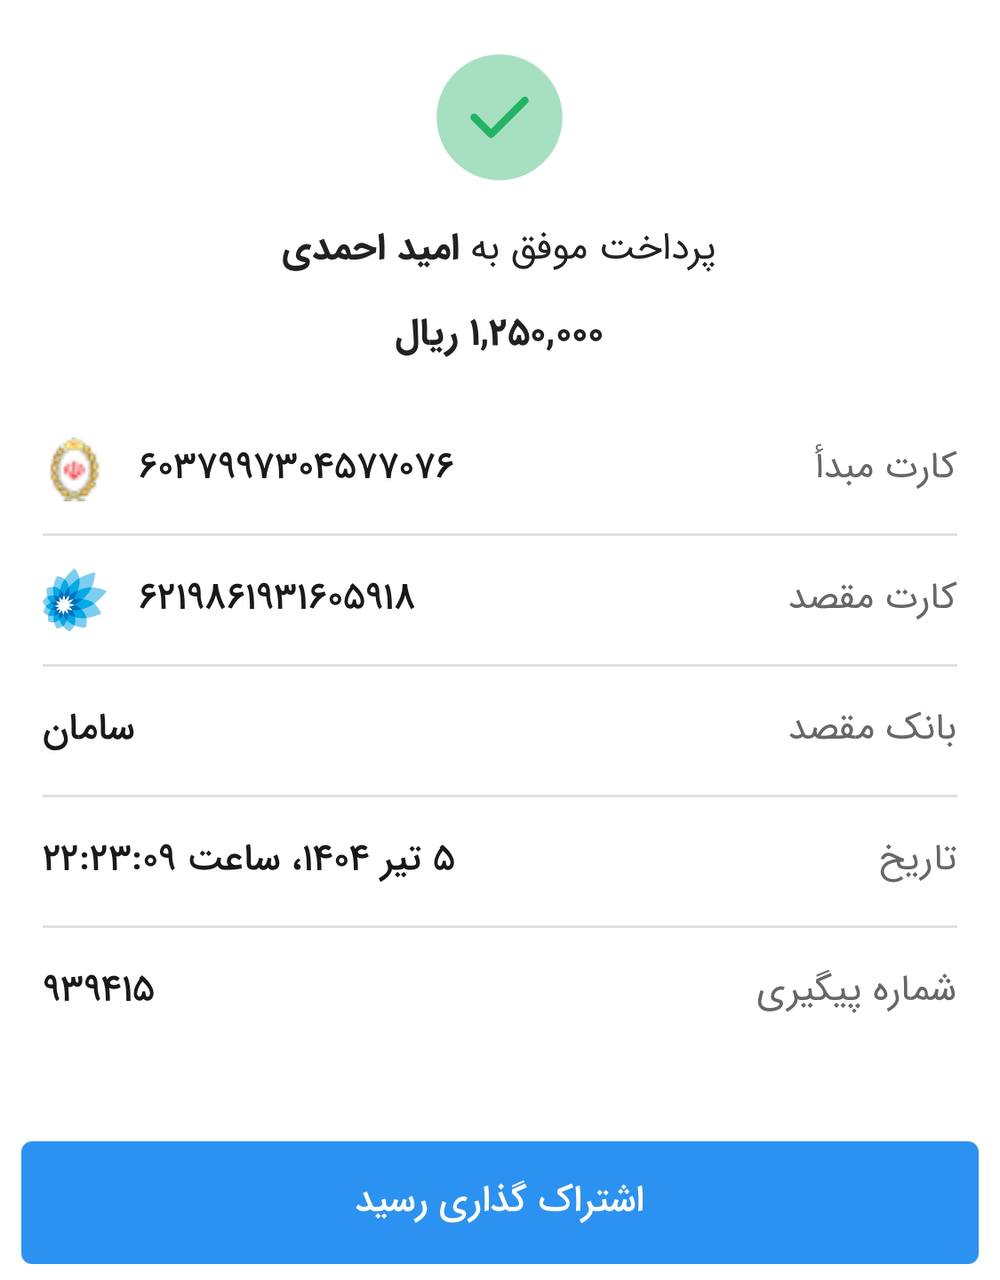 پرداخت موفق به امید احمدی
۱,۲۵۰,۰۰۰ ریال
کارت مبدأ ۶۰۳۷۹۹۷۳۰۴۵۷۷۰۷۶
کارت مقصد ۶۲۱۹۸۶۱۹۳۱۶۰۵۹۱۸
بانک مقصد سامان
تاریخ ۵ تیر ۱۴۰۴، ساعت ۲۲:۲۳:۰۹
شماره پیگیری ۹۳۹۴۱۵
اشتراک گذاری رسید